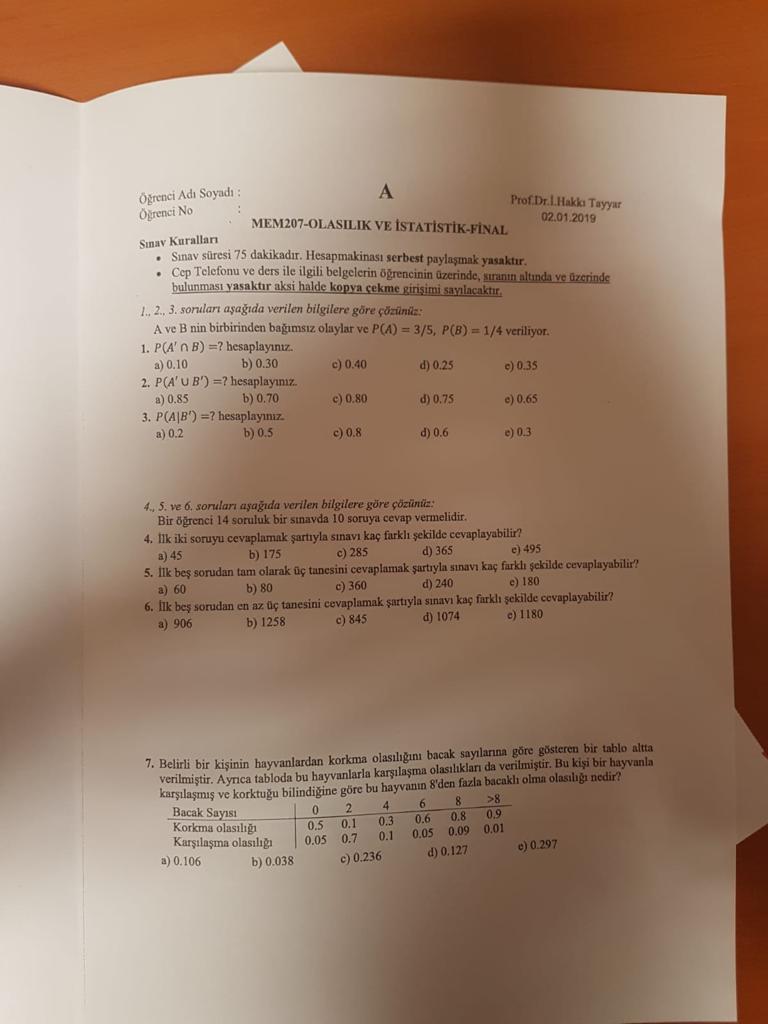 A
Öğrenci Adı Soyadı :
Öğrenci No :
Prof.Dr.İ.Hakkı Tayyar
02.01.2019
MEM207-OLASILIK VE İSTATİSTİK-FİNAL
Sınav Kuralları
• Sınav süresi 75 dakikadır. Hesapmakinası serbest paylaşmak yasaktır.
• Cep Telefonu ve ders ile ilgili belgelerin öğrencinin üzerinde, sıranın altında ve üzerinde
bulunması yasaktır aksi halde kopya çekme girişimi sayılacaktır.
1., 2., 3. soruları aşağıda verilen bilgilere göre çözünüz:
A ve B nin birbirinden bağımsız olaylar ve P(A) = 3/5, P(B) = 1/4 veriliyor.
1. P(A′ ∩ B) =? hesaplayınız.
a) 0.10 b) 0.30 c) 0.40 d) 0.25 e) 0.35
2. P(A′ ∪ B′) =? hesaplayınız.
a) 0.85 b) 0.70 c) 0.80 d) 0.75 e) 0.65
3. P(A|B′) =? hesaplayınız.
a) 0.2 b) 0.5 c) 0.8 d) 0.6 e) 0.3
4., 5. ve 6. soruları aşağıda verilen bilgilere göre çözünüz:
Bir öğrenci 14 soruluk bir sınavda 10 soruya cevap vermelidir.
4. İlk iki soruyu cevaplamak şartıyla sınavı kaç farklı şekilde cevaplayabilir?
a) 45 b) 175 c) 285 d) 365 e) 495
5. İlk beş sorudan tam olarak üç tanesini cevaplamak şartıyla sınavı kaç farklı şekilde cevaplayabilir?
a) 60 b) 80 c) 360 d) 240 e) 180
6. İlk beş sorudan en az üç tanesini cevaplamak şartıyla sınavı kaç farklı şekilde cevaplayabilir?
a) 906 b) 1258 c) 845 d) 1074 e) 1180
7. Belirli bir kişinin hayvanlardan korkma olasılığını bacak sayılarına göre gösteren bir tablo altta
verilmiştir. Ayrıca tabloda bu hayvanlarla karşılaşma olasılıkları da verilmiştir. Bu kişi bir hayvanla
karşılaşmış ve korktuğu bilindiğine göre bu hayvanın 8'den fazla bacaklı olma olasılığı nedir?
Bacak Sayısı 0 2 4 6 8 >8
Korkma olasılığı 0.5 0.1 0.3 0.6 0.8 0.9
Karşılaşma olasılığı 0.05 0.7 0.1 0.05 0.09 0.01
a) 0.106 b) 0.038 c) 0.236 d) 0.127 e) 0.297